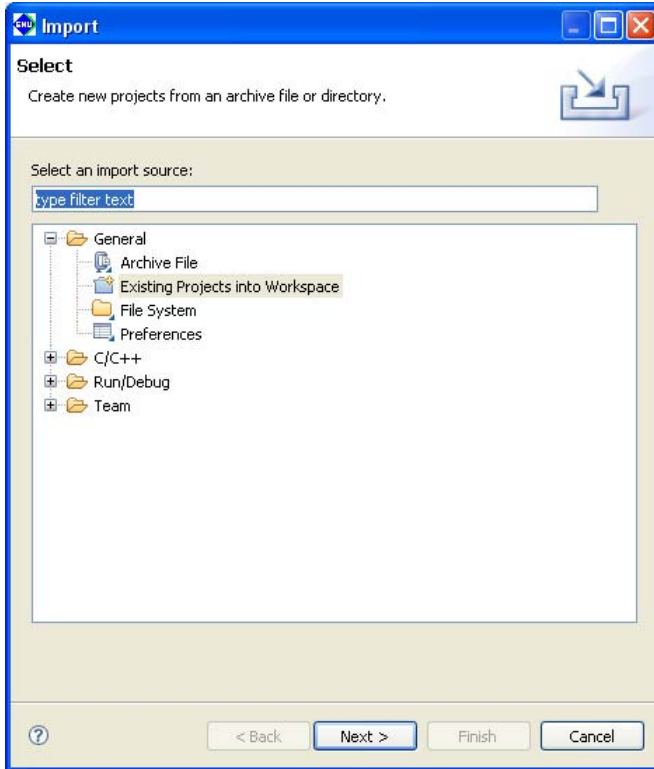 GNU Import
Select
Create new projects from an archive file or directory.
Select an import source:
type filter text
General
Archive File
Existing Projects into Workspace
File System
Preferences
C/C++
Run/Debug
Team
? < Back Next > Finish Cancel